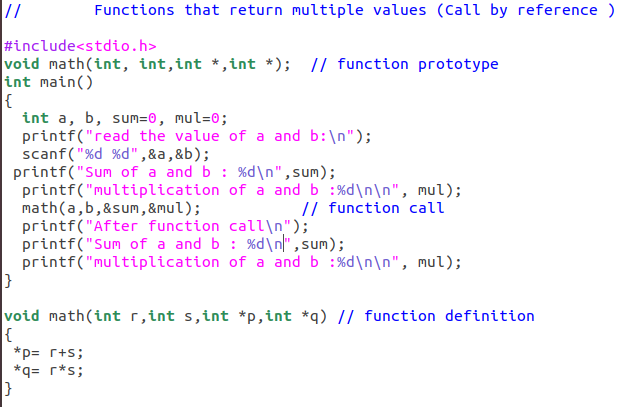 //        Functions that return multiple values (Call by reference )
#include<stdio.h>
void math(int, int,int *,int *);  // function prototype
int main()
{
  int a, b, sum=0, mul=0;
  printf("read the value of a and b:\n");
  scanf("%d %d",&a,&b);
 printf("Sum of a and b : %d\n",sum);
  printf("multiplication of a and b :%d\n\n", mul);
  math(a,b,&sum,&mul);           // function call
  printf("After function call\n");
  printf("Sum of a and b : %d\n",sum);
  printf("multiplication of a and b :%d\n\n", mul);
}
void math(int r,int s,int *p,int *q) // function definition
{
 *p= r+s;
 *q= r*s;
}